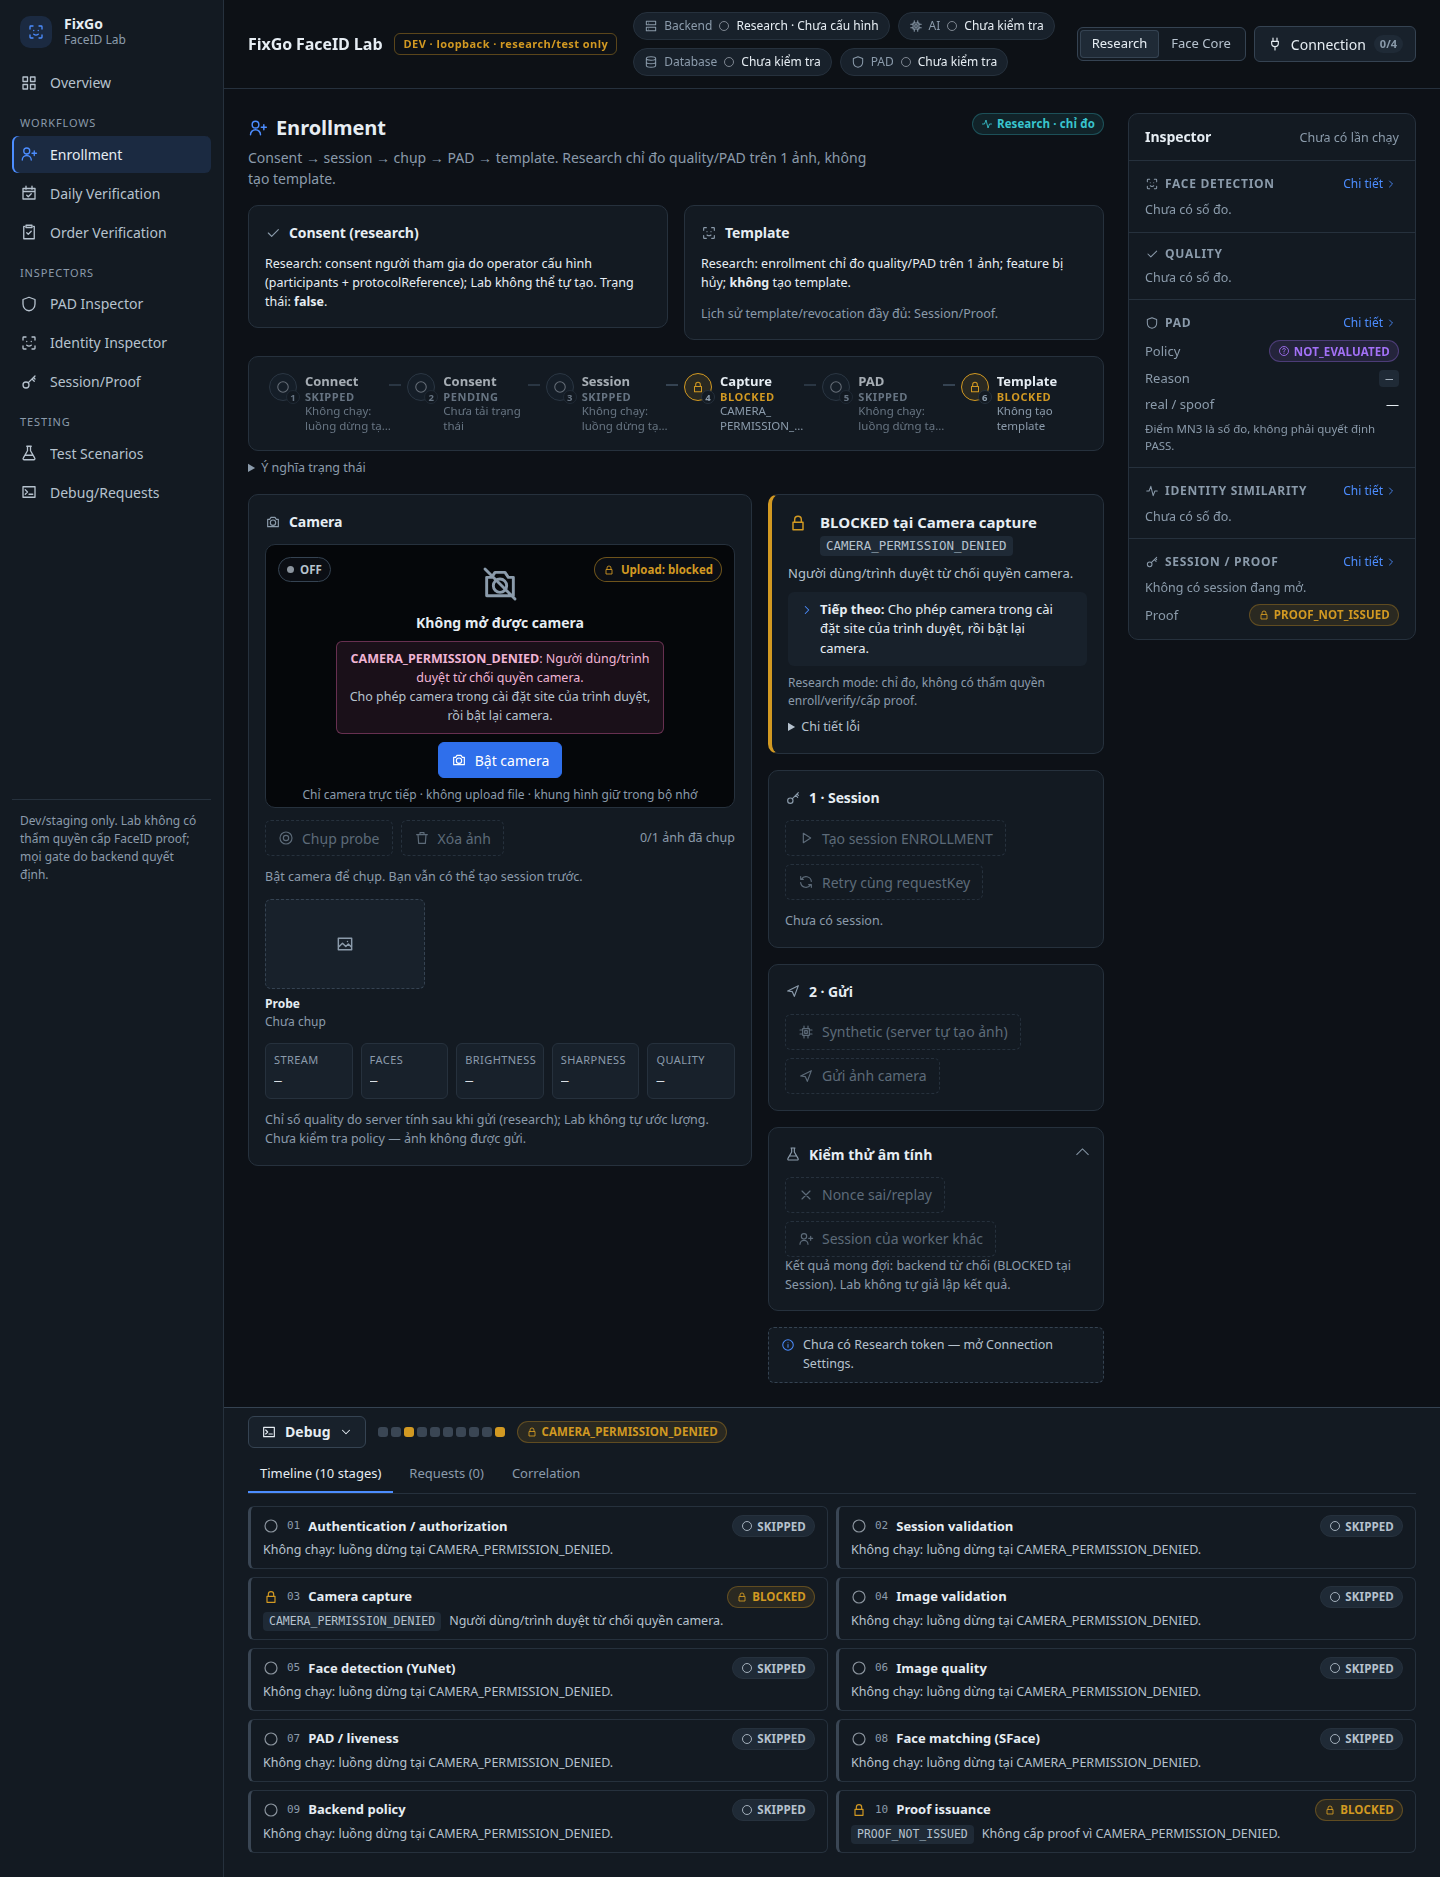 FixGo
FaceID Lab
Overview
WORKFLOWS
Enrollment
Daily Verification
Order Verification
INSPECTORS
PAD Inspector
Identity Inspector
Session/Proof
TESTING
Test Scenarios
Debug/Requests
Dev/staging only. Lab không có
thẩm quyền cấp FaceID proof;
mọi gate do backend quyết
định.
FixGo FaceID Lab
DEV · loopback · research/test only
Backend Research · Chưa cấu hình
AI Chưa kiểm tra
Database Chưa kiểm tra
PAD Chưa kiểm tra
Research
Face Core
Connection 0/4
Enrollment
Research · chỉ đo
Consent → session → chụp → PAD → template. Research chỉ đo quality/PAD trên 1 ảnh, không
tạo template.
Consent (research)
Research: consent người tham gia do operator cấu hình
(participants + protocolReference); Lab không thể tự tạo. Trạng
thái: false.
Template
Research: enrollment chỉ đo quality/PAD trên 1 ảnh; feature bị
hủy; không tạo template.
Lịch sử template/revocation đầy đủ: Session/Proof.
1
Connect
SKIPPED
Không chạy:
luồng dừng tạ...
2
Consent
PENDING
Chưa tải trạng
thái
3
Session
SKIPPED
Không chạy:
luồng dừng tạ...
4
Capture
BLOCKED
CAMERA_
PERMISSION_...
5
PAD
SKIPPED
Không chạy:
luồng dừng tạ...
6
Template
BLOCKED
Không tạo
template
Ý nghĩa trạng thái
Camera
OFF
Upload: blocked
Không mở được camera
CAMERA_PERMISSION_DENIED: Người dùng/trình
duyệt từ chối quyền camera.
Cho phép camera trong cài đặt site của trình duyệt,
rồi bật lại camera.
Bật camera
Chỉ camera trực tiếp · không upload file · khung hình giữ trong bộ nhớ
Chụp probe
Xóa ảnh
0/1 ảnh đã chụp
Bật camera để chụp. Bạn vẫn có thể tạo session trước.
Probe
Chưa chụp
STREAM
—
FACES
—
BRIGHTNESS
—
SHARPNESS
—
QUALITY
—
Chỉ số quality do server tính sau khi gửi (research); Lab không tự ước lượng.
Chưa kiểm tra policy — ảnh không được gửi.
BLOCKED tại Camera capture
CAMERA_PERMISSION_DENIED
Người dùng/trình duyệt từ chối quyền camera.
Tiếp theo: Cho phép camera trong cài
đặt site của trình duyệt, rồi bật lại
camera.
Research mode: chỉ đo, không có thẩm quyền
enroll/verify/cấp proof.
Chi tiết lỗi
1 · Session
Tạo session ENROLLMENT
Retry cùng requestKey
Chưa có session.
2 · Gửi
Synthetic (server tự tạo ảnh)
Gửi ảnh camera
Kiểm thử âm tính
Nonce sai/replay
Session của worker khác
Kết quả mong đợi: backend từ chối (BLOCKED tại
Session). Lab không tự giả lập kết quả.
Chưa có Research token — mở Connection
Settings.
Inspector
Chưa có lần chạy
FACE DETECTION
Chi tiết
Chưa có số đo.
QUALITY
Chưa có số đo.
PAD
Chi tiết
Policy
NOT_EVALUATED
Reason
—
real / spoof
—
Điểm MN3 là số đo, không phải quyết định
PASS.
IDENTITY SIMILARITY
Chi tiết
Chưa có số đo.
SESSION / PROOF
Chi tiết
Không có session đang mở.
Proof
PROOF_NOT_ISSUED
Debug
CAMERA_PERMISSION_DENIED
Timeline (10 stages)
Requests (0)
Correlation
01 Authentication / authorization
SKIPPED
Không chạy: luồng dừng tại CAMERA_PERMISSION_DENIED.
02 Session validation
SKIPPED
Không chạy: luồng dừng tại CAMERA_PERMISSION_DENIED.
03 Camera capture
BLOCKED
CAMERA_PERMISSION_DENIED Người dùng/trình duyệt từ chối quyền camera.
04 Image validation
SKIPPED
Không chạy: luồng dừng tại CAMERA_PERMISSION_DENIED.
05 Face detection (YuNet)
SKIPPED
Không chạy: luồng dừng tại CAMERA_PERMISSION_DENIED.
06 Image quality
SKIPPED
Không chạy: luồng dừng tại CAMERA_PERMISSION_DENIED.
07 PAD / liveness
SKIPPED
Không chạy: luồng dừng tại CAMERA_PERMISSION_DENIED.
08 Face matching (SFace)
SKIPPED
Không chạy: luồng dừng tại CAMERA_PERMISSION_DENIED.
09 Backend policy
SKIPPED
Không chạy: luồng dừng tại CAMERA_PERMISSION_DENIED.
10 Proof issuance
BLOCKED
PROOF_NOT_ISSUED Không cấp proof vì CAMERA_PERMISSION_DENIED.